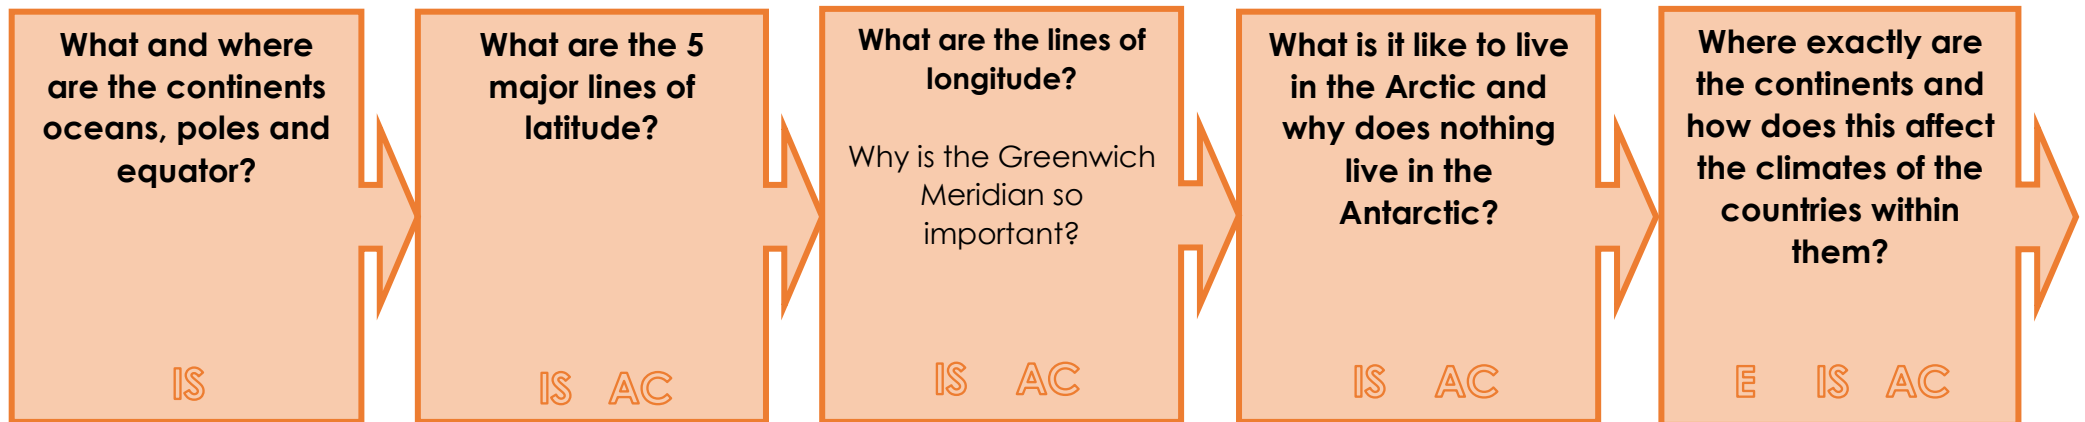 What and where
are the continents
oceans, poles and
equator?
IS
What are the 5
major lines of
latitude?
IS AC
What are the lines of
longitude?
Why is the Greenwich
Meridian so
important?
IS AC
What is it like to live
in the Arctic and
why does nothing
live in the
Antarctic?
IS AC
Where exactly are
the continents and
how does this affect
the climates of the
countries within
them?
E IS AC